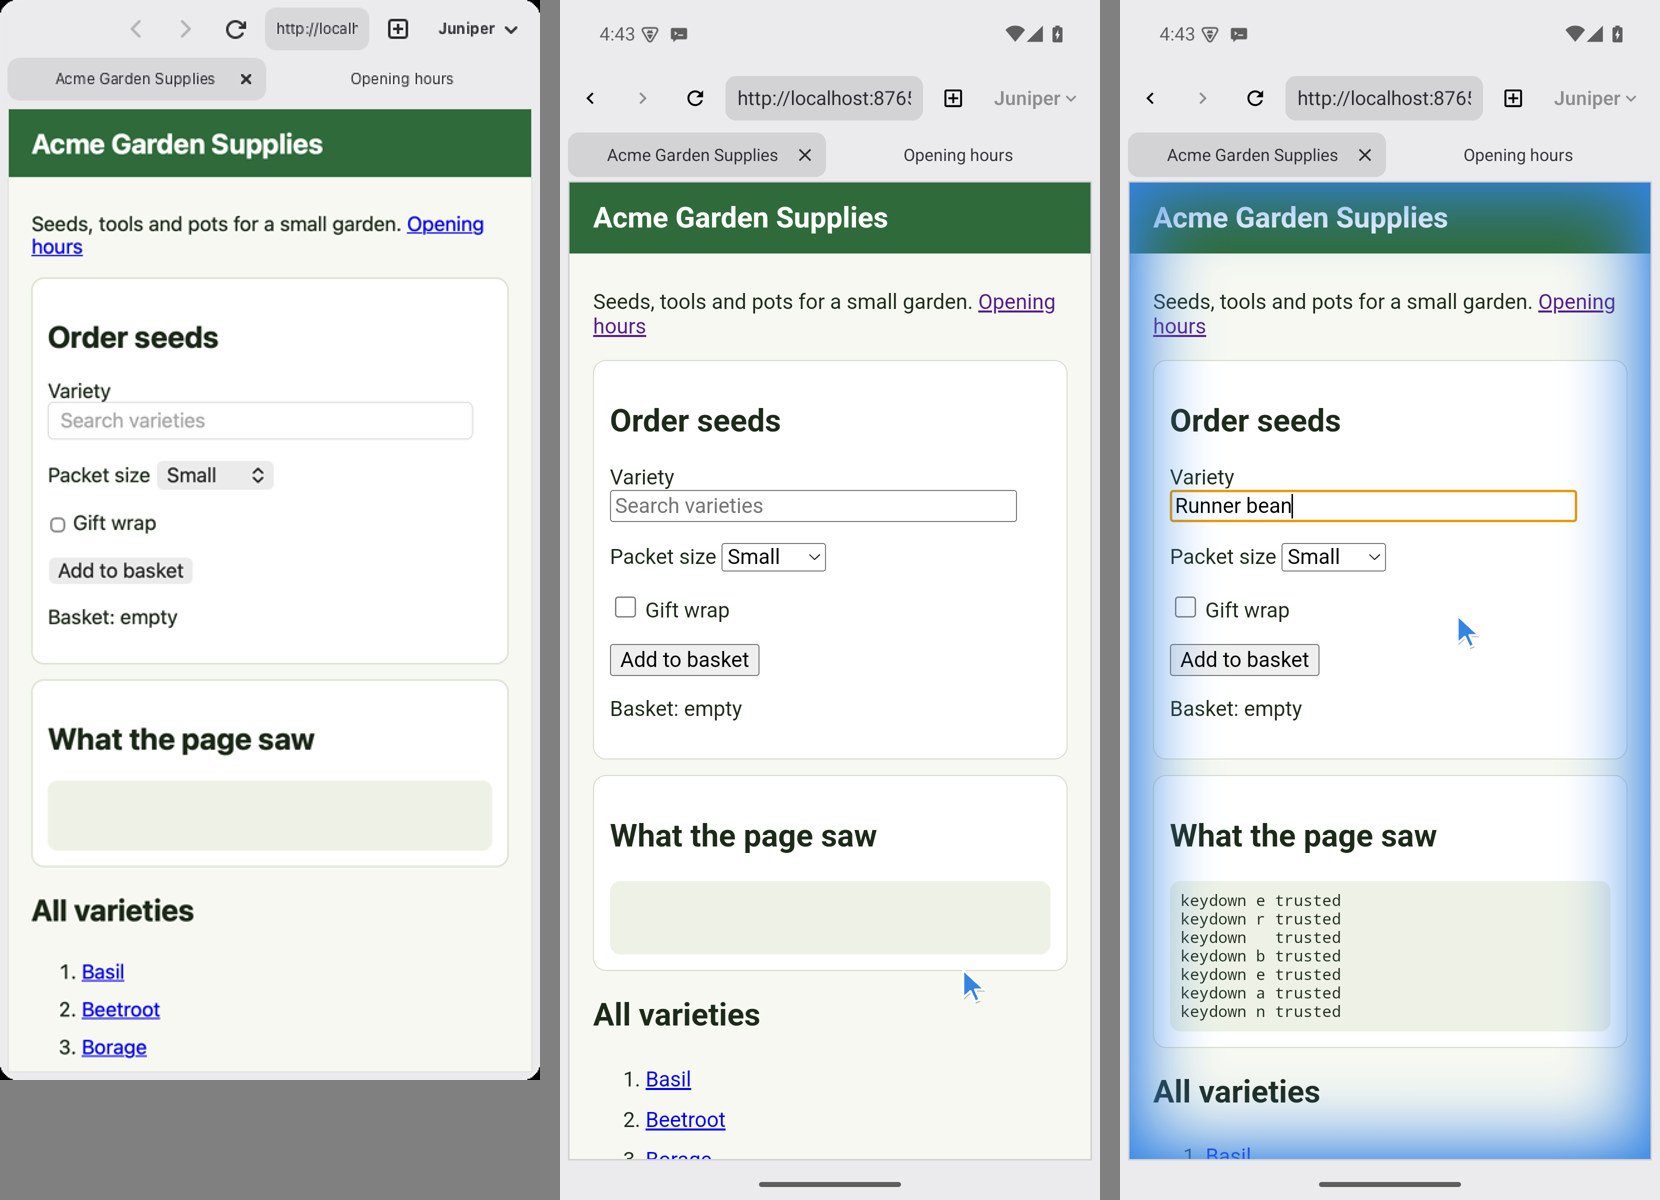 http://locall
Juniper
Acme Garden Supplies
Opening hours
Acme Garden Supplies
Seeds, tools and pots for a small garden. Opening
hours
Order seeds
Variety
Search varieties
Packet size Small
Gift wrap
Add to basket
Basket: empty
What the page saw
All varieties
1. Basil
2. Beetroot
3. Borage
4:43
http://localhost:8765
Juniper
Acme Garden Supplies
Opening hours
Acme Garden Supplies
Seeds, tools and pots for a small garden. Opening
hours
Order seeds
Variety
Search varieties
Packet size Small
Gift wrap
Add to basket
Basket: empty
What the page saw
All varieties
1. Basil
2. Beetroot
3. Borage
4:43
http://localhost:8765
Juniper
Acme Garden Supplies
Opening hours
Acme Garden Supplies
Seeds, tools and pots for a small garden. Opening
hours
Order seeds
Variety
Runner bean
Packet size Small
Gift wrap
Add to basket
Basket: empty
What the page saw
keydown e trusted
keydown r trusted
keydown   trusted
keydown b trusted
keydown e trusted
keydown a trusted
keydown n trusted
All varieties
1. Basil